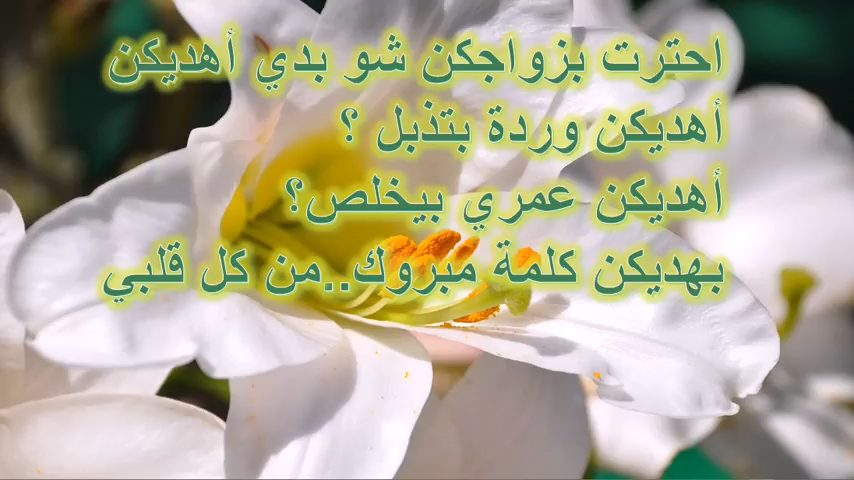 احترت بزواجكن شو بدي أهديكن
أهديكن وردة بتذبل ؟
أهديكن عمري بيخلص؟
بهديكن كلمة مبروك..من كل قلبي